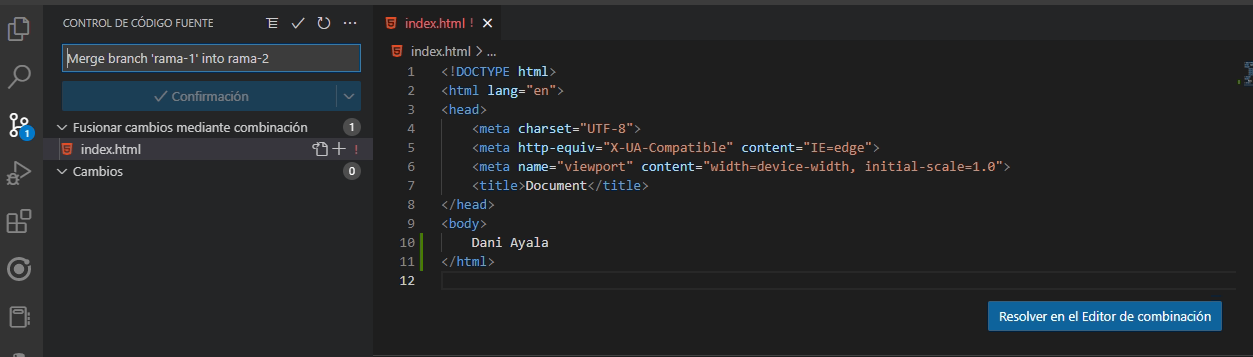 CONTROL DE CÓDIGO FUENTE
Merge branch 'rama-1' into rama-2
Confirmación
Fusionar cambios mediante combinación 1
index.html !
Cambios 0
1
index.html !
index.html > ...
1 <!DOCTYPE html>
2 <html lang="en">
3 <head>
4 <meta charset="UTF-8">
5 <meta http-equiv="X-UA-Compatible" content="IE=edge">
6 <meta name="viewport" content="width=device-width, initial-scale=1.0">
7 <title>Document</title>
8 </head>
9 <body>
10 Dani Ayala
11 </html>
12
Resolver en el Editor de combinación